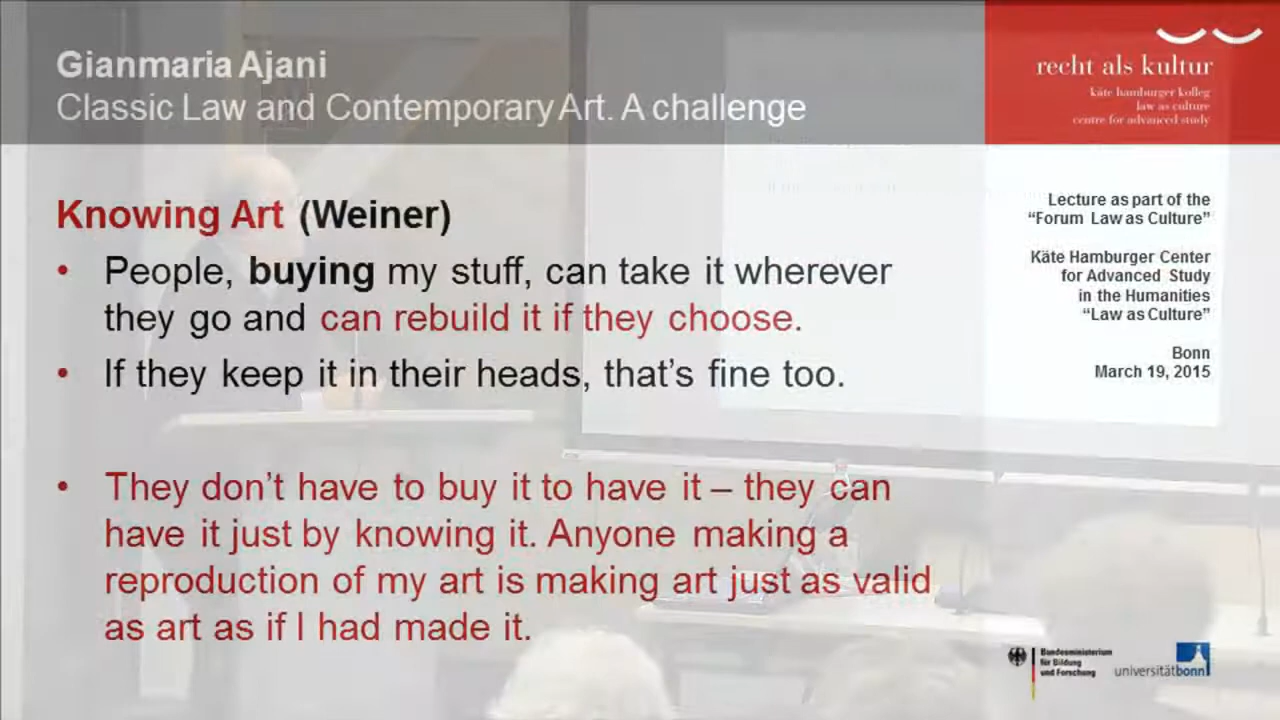 Gianmaria Ajani
Classic Law and Contemporary Art. A challenge
recht als kultur
käte hamburger kolleg
law as culture
centre for advanced study
Knowing Art (Weiner)
• People, buying my stuff, can take it wherever
they go and can rebuild it if they choose.
• If they keep it in their heads, that’s fine too.
• They don’t have to buy it to have it – they can
have it just by knowing it. Anyone making a
reproduction of my art is making art just as valid
as art as if I had made it.
Lecture as part of the
“Forum Law as Culture”
Käte Hamburger Center
for Advanced Study
in the Humanities
“Law as Culture”
Bonn
March 19, 2015
Bundesministerium
für Bildung
und Forschung
universitätbonn